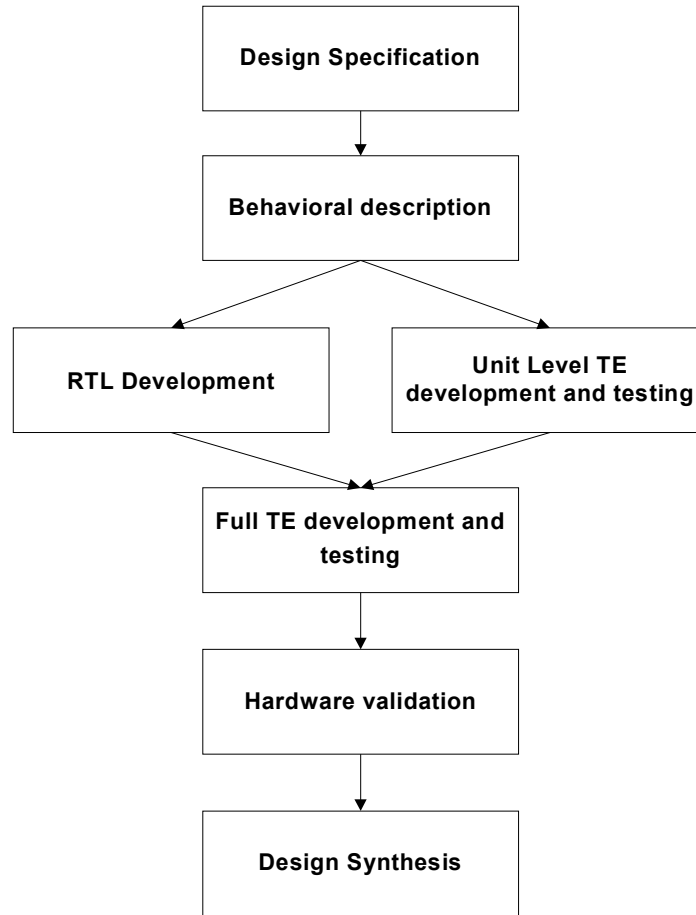 Design Specification
Behavioral description
RTL Development
Unit Level TE
development and testing
Full TE development and
testing
Hardware validation
Design Synthesis